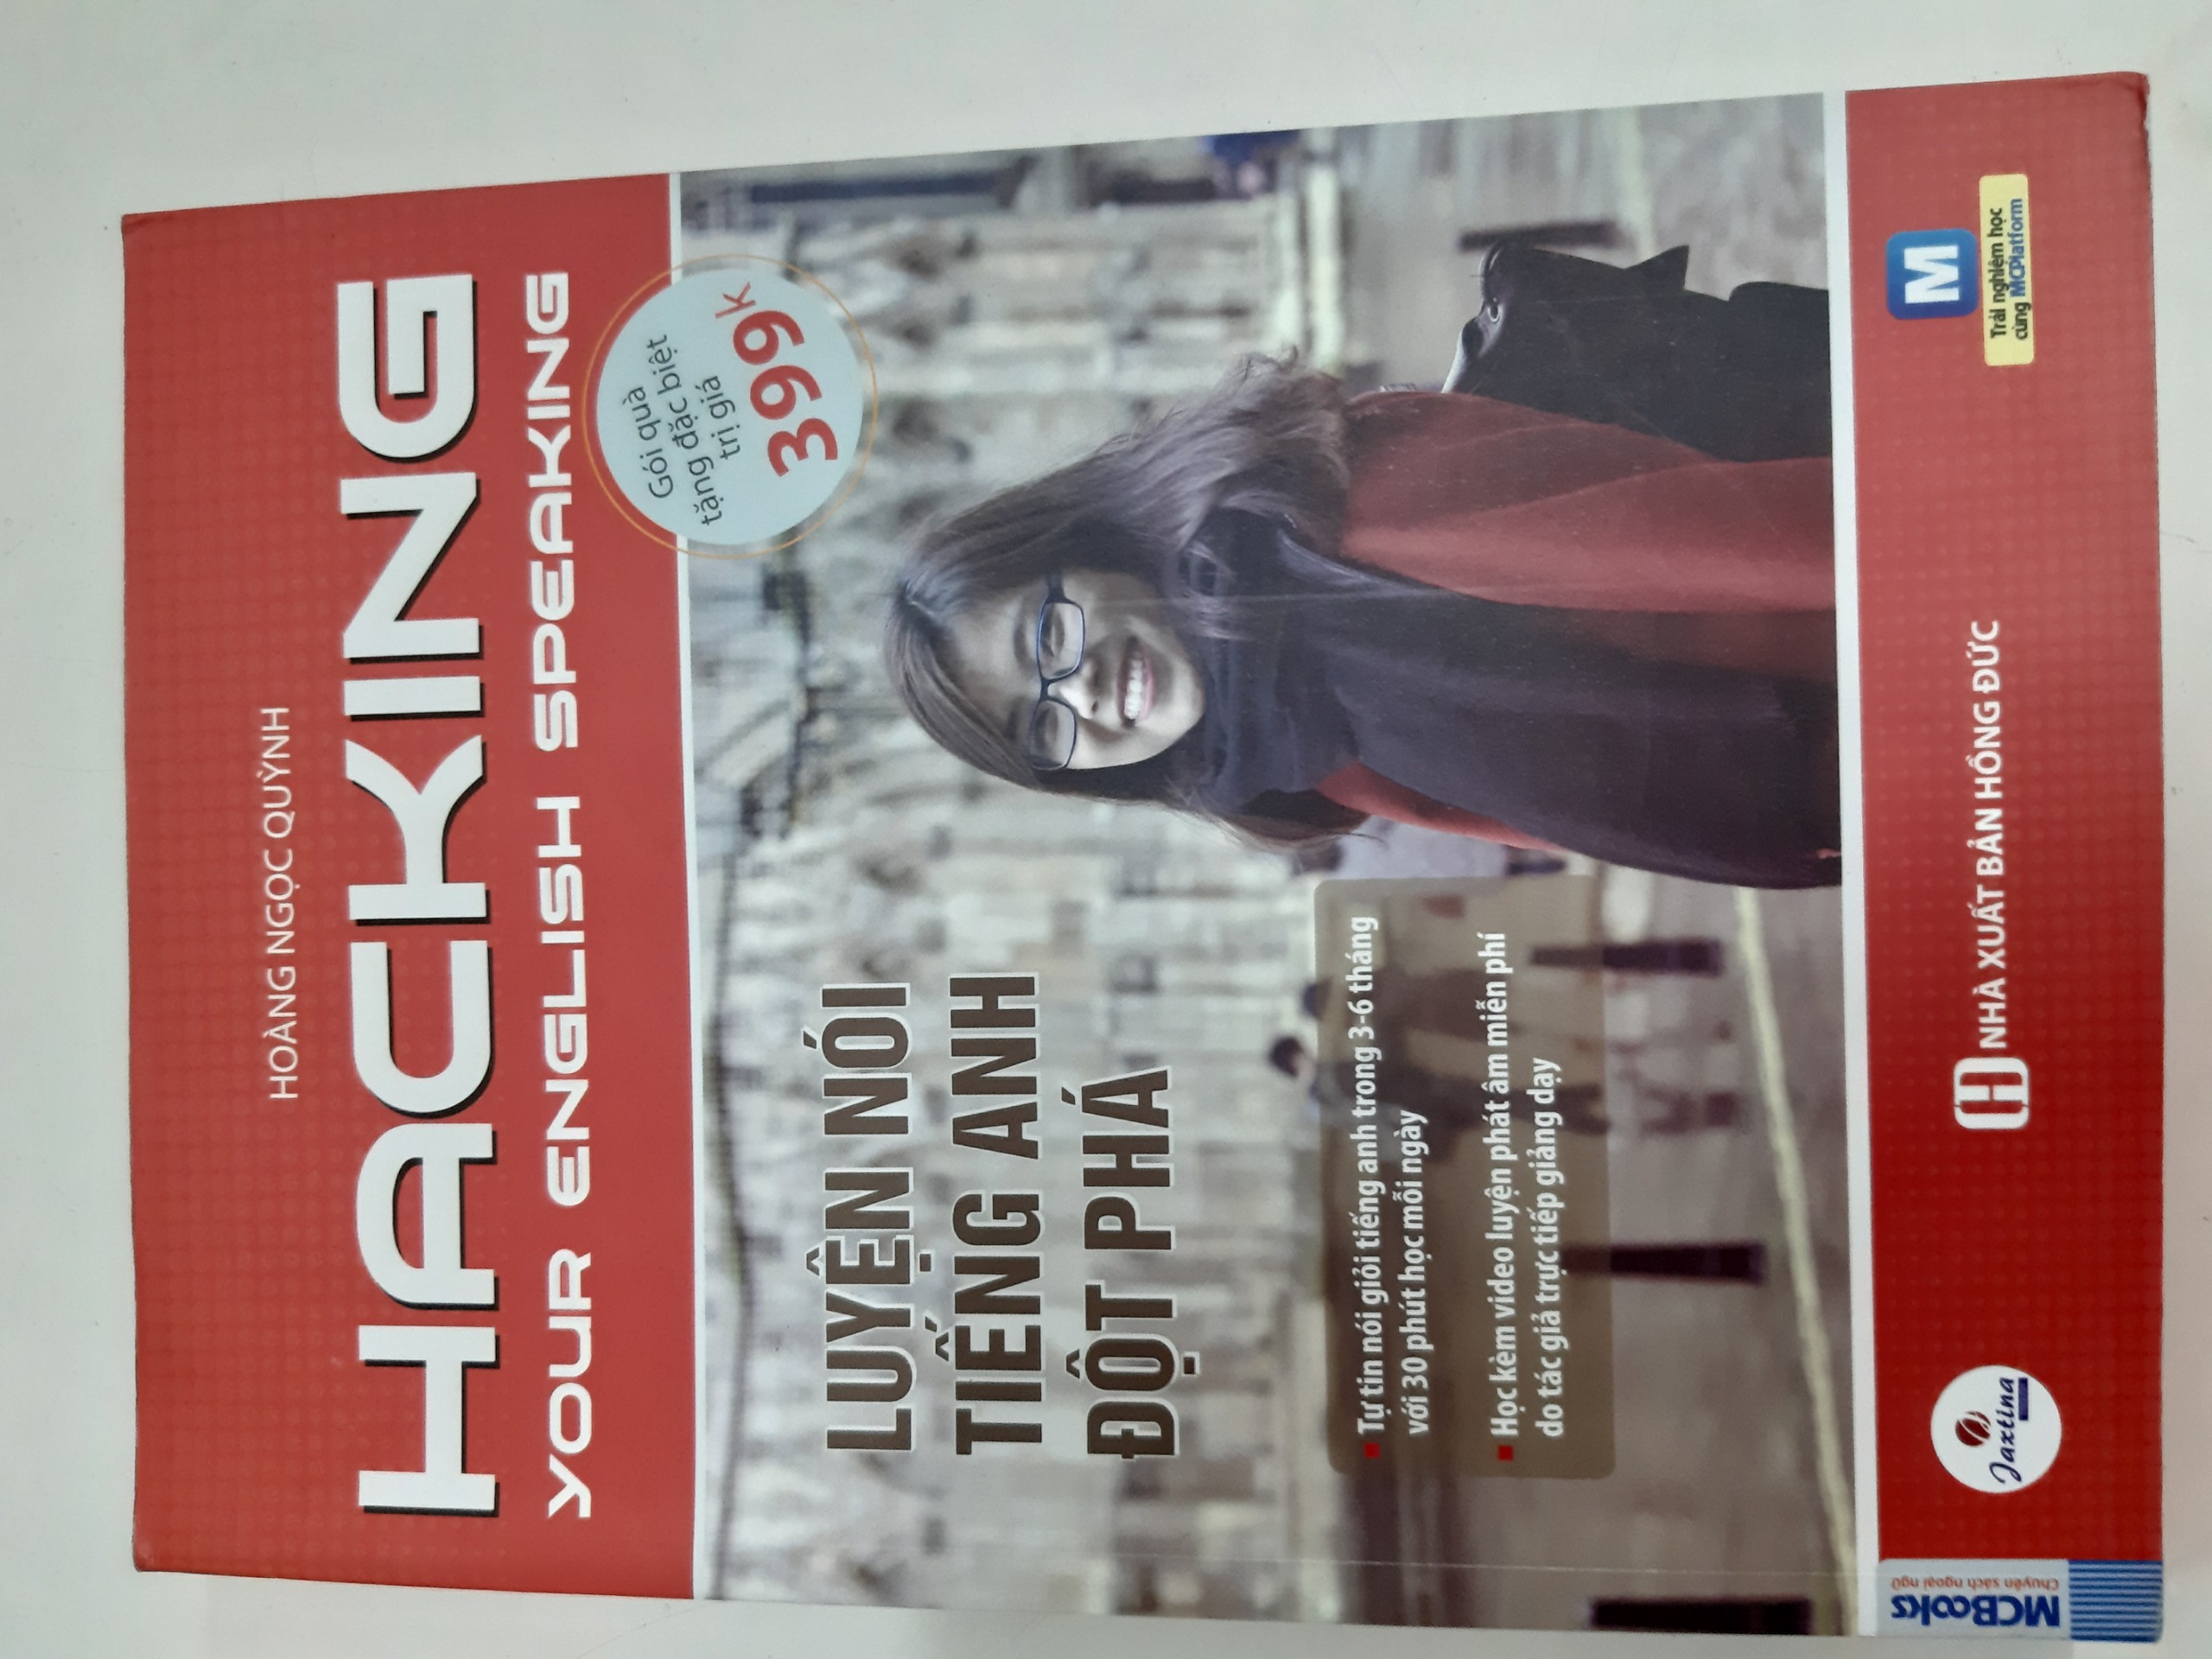 HOÀNG NGỌC QUỲNH
HACKING
YOUR ENGLISH SPEAKING
Gói quà
tặng đặc biệt
trị giá
399k
LUYỆN NÓI
TIẾNG ANH
ĐỘT PHÁ
Tự tin nói giỏi tiếng anh trong 3-6 tháng
với 30 phút học mỗi ngày
Học kèm video luyện phát âm miễn phí
do tác giả trực tiếp giảng dạy
MCBooks
Chuyên sách ngoại ngữ
Jaxtina
NHÀ XUẤT BẢN HỒNG ĐỨC
M
Trải nghiệm học
cùng MCPlatform